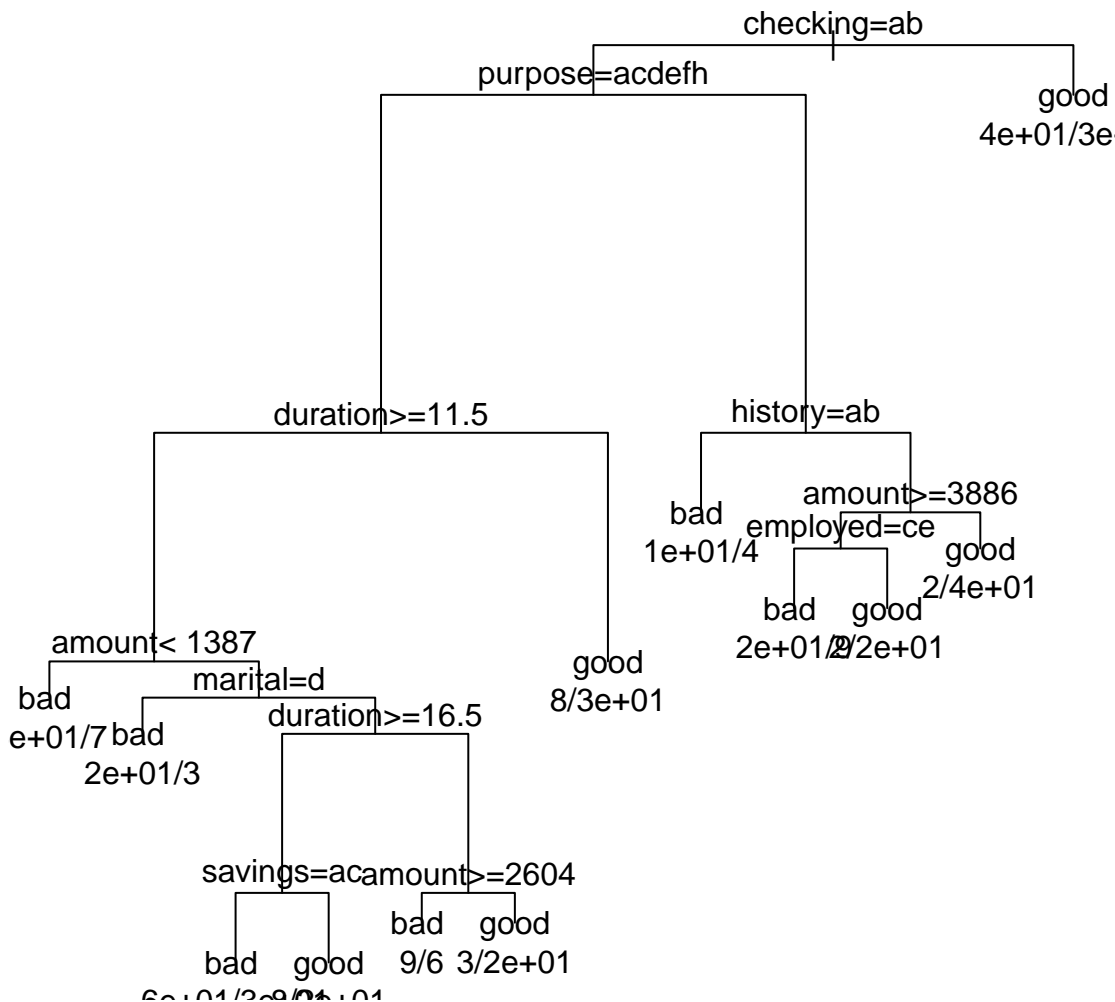 checking=ab
purpose=acdefh
good
4e+01/3e
duration>=11.5
history=ab
amount>=3886
bad
1e+01/4
employed=ce
good
2/4e+01
bad
good
2e+01/9
2/2e+01
amount< 1387
good
8/3e+01
marital=d
bad
e+01/7
duration>=16.5
bad
2e+01/3
savings=ac
amount>=2604
bad
good
9/6
3/2e+01
bad
good